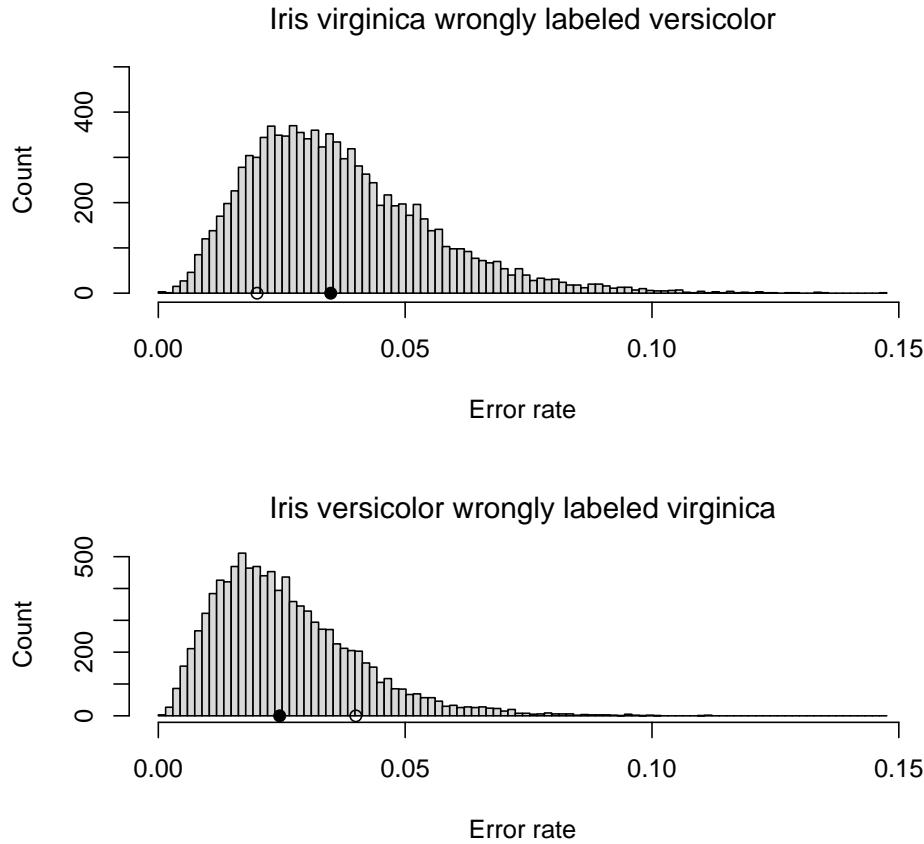 Iris virginica wrongly labeled versicolor
Count
0
200
400
0.00 0.05 0.10 0.15
Error rate
Iris versicolor wrongly labeled virginica
Count
0
200
500
0.00 0.05 0.10 0.15
Error rate